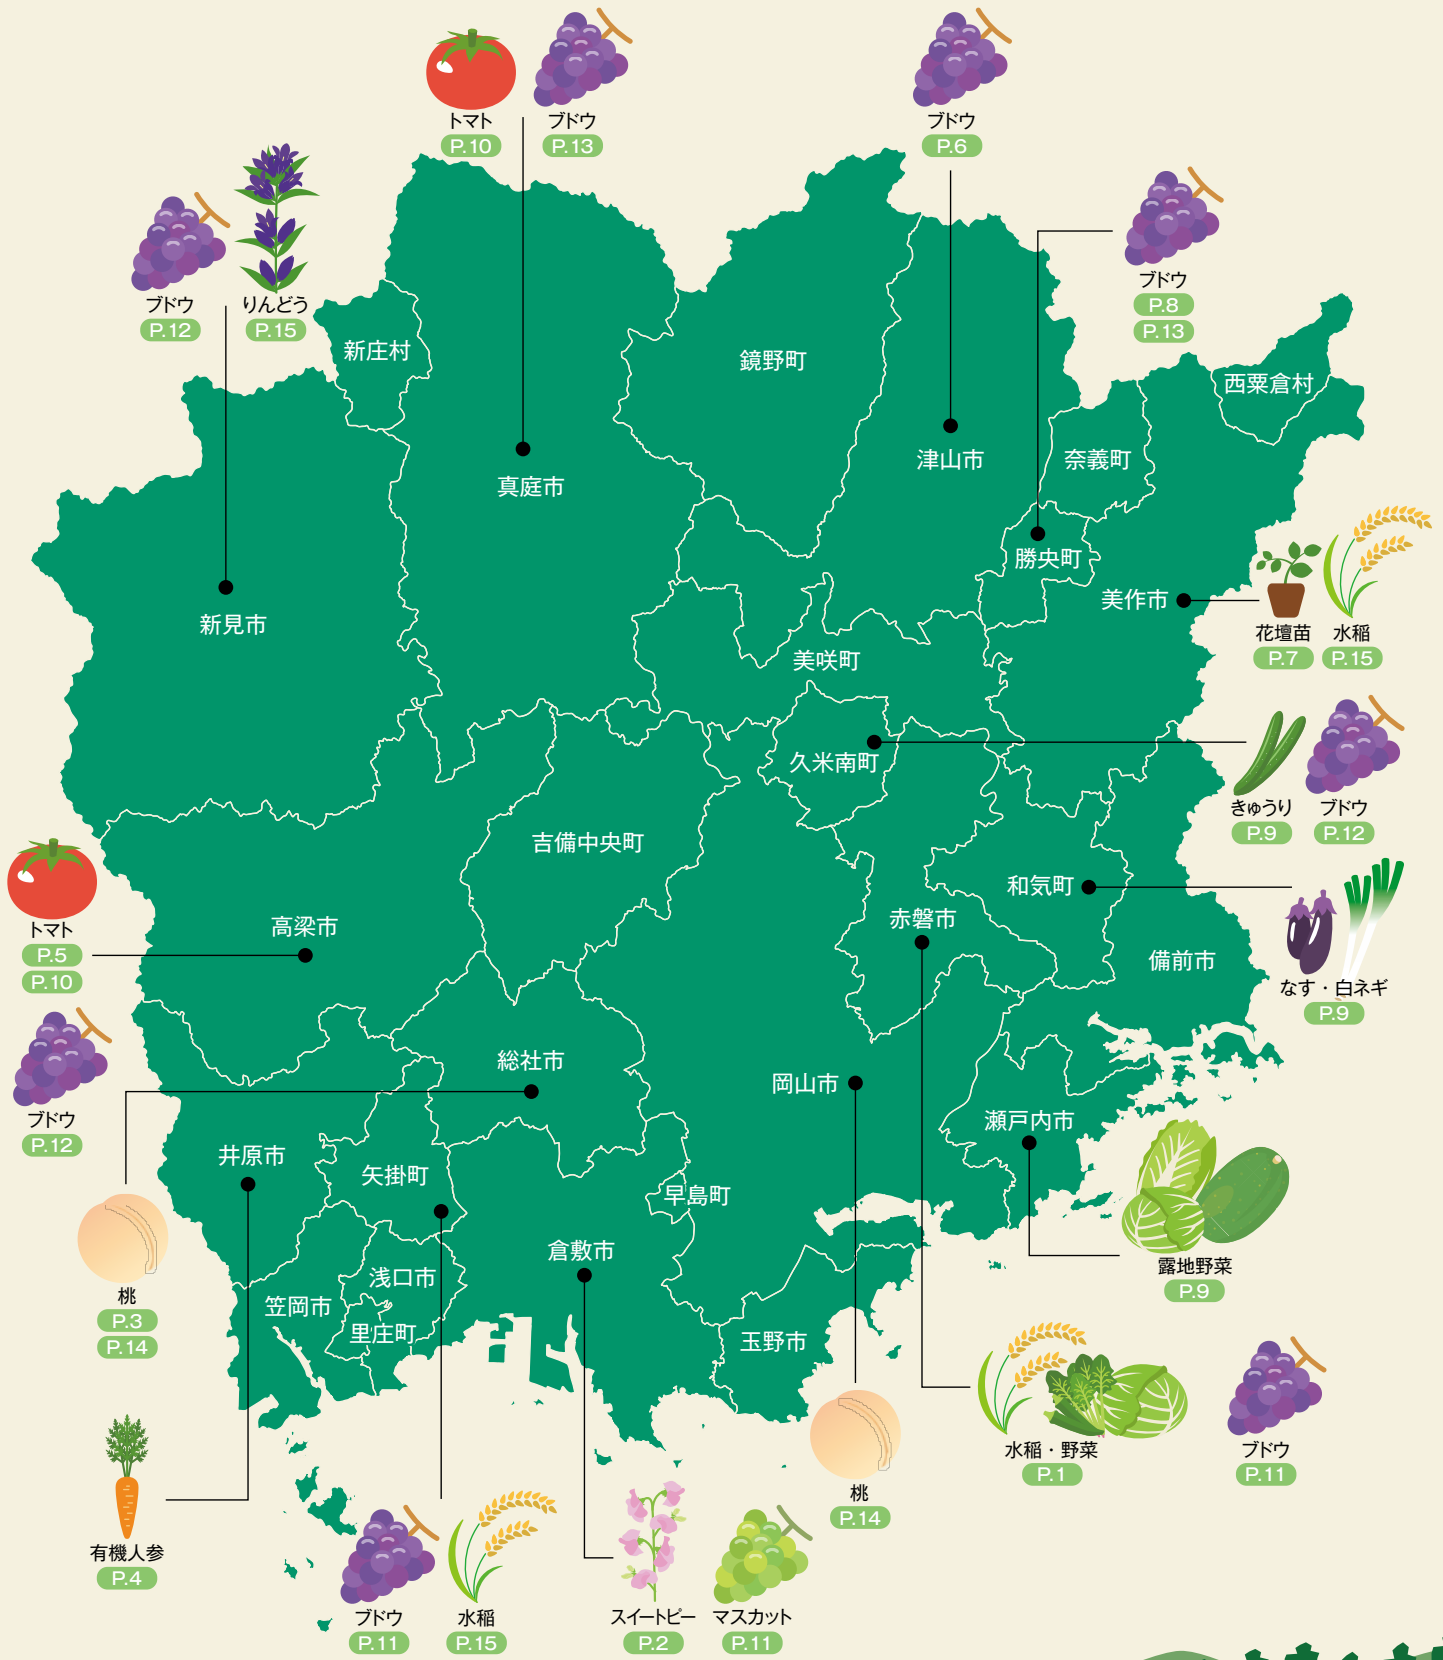 トマト
P.10
ブドウ
P.13
ブドウ
P.6
ブドウ
P.8
P.13
ブドウ
P.12
りんどう
P.15
新庄村
鏡野町
西粟倉村
津山市
奈義町
真庭市
勝央町
美作市
花壇苗
P.7
水稲
P.15
新見市
美咲町
久米南町
きゅうり
P.9
ブドウ
P.12
吉備中央町
和気町
赤磐市
備前市
なす・白ネギ
P.9
高梁市
トマト
P.5
P.10
ブドウ
P.12
総社市
岡山市
瀬戸内市
井原市
矢掛町
早島町
倉敷市
浅口市
笠岡市
里庄町
玉野市
露地野菜
P.9
桃
P.3
P.14
水稲・野菜
P.1
ブドウ
P.11
桃
P.14
有機人参
P.4
ブドウ
P.11
水稲
P.15
スイートピー
P.2
マスカット
P.11